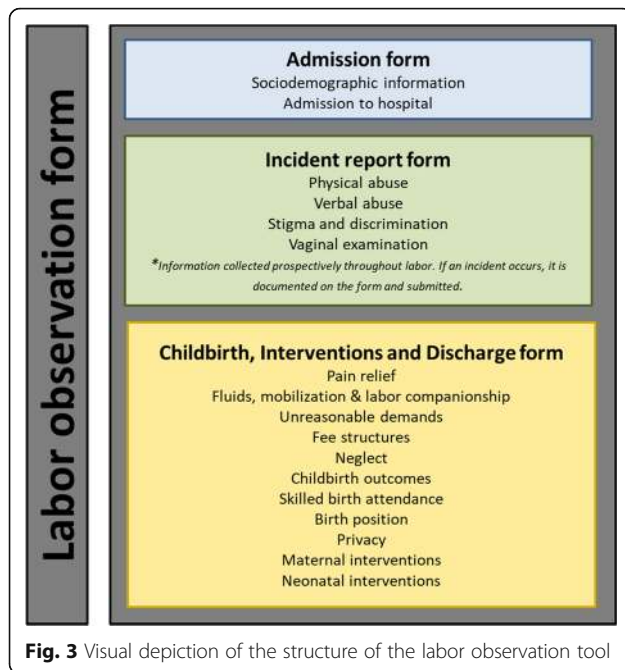 Labor observation form
Admission form
Sociodemographic information
Admission to hospital
Incident report form
Physical abuse
Verbal abuse
Stigma and discrimination
Vaginal examination
*Information collected prospectively throughout labor. If an incident occurs, it is
documented on the form and submitted.
Childbirth, Interventions and Discharge form
Pain relief
Fluids, mobilization & labor companionship
Unreasonable demands
Fee structures
Neglect
Childbirth outcomes
Skilled birth attendance
Birth position
Privacy
Maternal interventions
Neonatal interventions
Fig. 3 Visual depiction of the structure of the labor observation tool